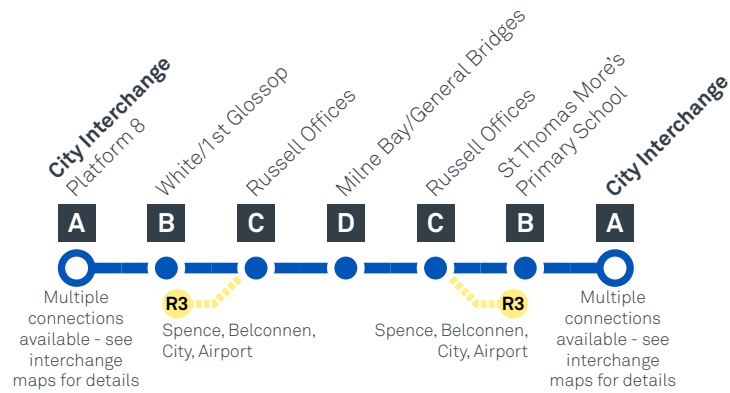 City Interchange
Platform 8
White/1st Glossop
Russell Offices
Milne Bay/General Bridges
Russell Offices
St Thomas More's
Primary School
City Interchange
A
B
C
D
C
B
A
Multiple
connections
available - see
interchange
maps for details
R3
Spence, Belconnen,
City, Airport
R3
Spence, Belconnen,
City, Airport
Multiple
connections
available - see
interchange
maps for details